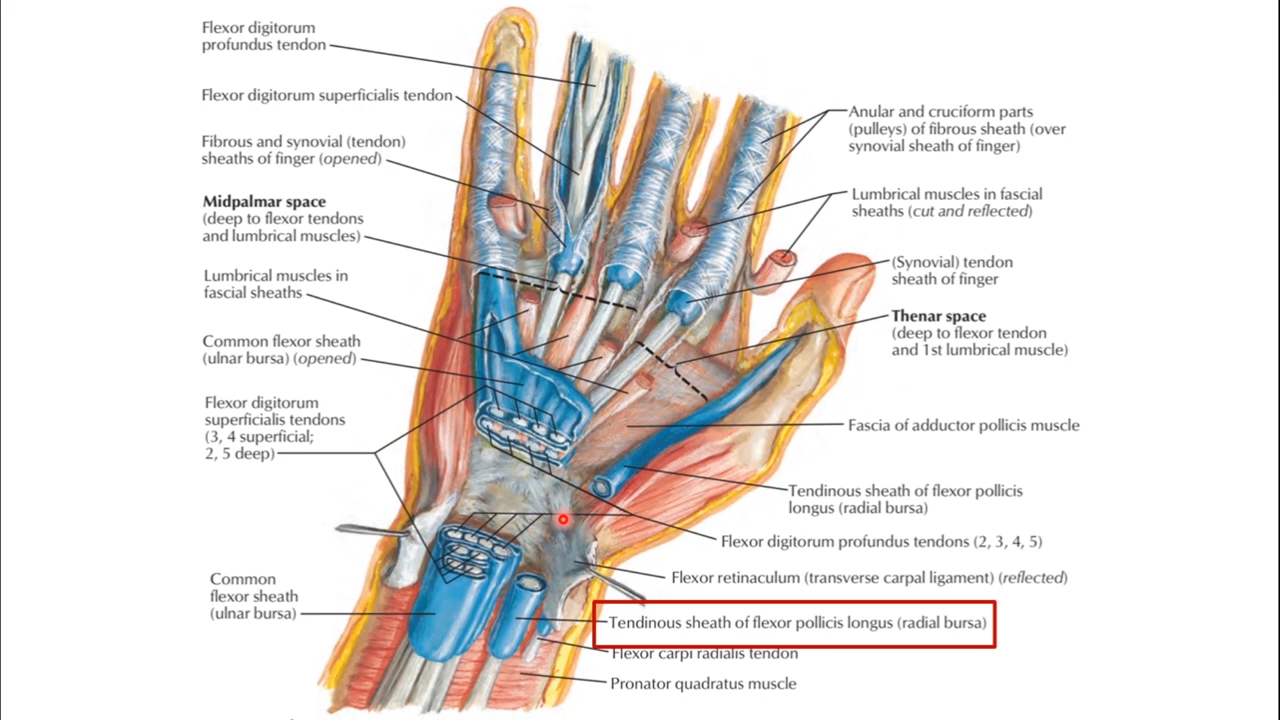 Flexor digitorum
profundus tendon
Flexor digitorum superficialis tendon
Fibrous and synovial (tendon)
sheaths of finger (opened)
Midpalmar space
(deep to flexor tendons
and lumbrical muscles)
Lumbrical muscles in
fascial sheaths
Common flexor sheath
(ulnar bursa) (opened)
Flexor digitorum
superficialis tendons
(3, 4 superficial;
2, 5 deep)
Common
flexor sheath
(ulnar bursa)
Anular and cruciform parts
(pulleys) of fibrous sheath (over
synovial sheath of finger)
Lumbrical muscles in fascial
sheaths (cut and reflected)
(Synovial) tendon
sheath of finger
Thenar space
(deep to flexor tendon
and 1st lumbrical muscle)
Fascia of adductor pollicis muscle
Tendinous sheath of flexor pollicis
longus (radial bursa)
Flexor digitorum profundus tendons (2, 3, 4, 5)
Flexor retinaculum (transverse carpal ligament) (reflected)
Tendinous sheath of flexor pollicis longus (radial bursa)
Flexor carpi radialis tendon
Pronator quadratus muscle